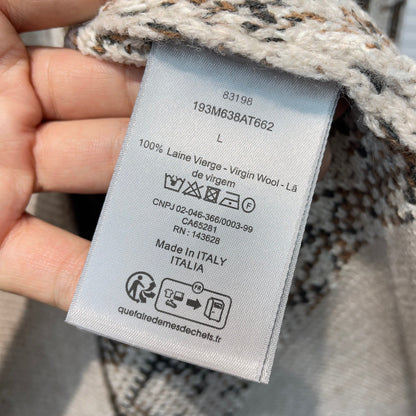 83198
193M638AT662
L
100% Laine Vierge - Virgin Wool - Lã
de virgem
F
CNPJ 02-046-366/0003-99
CA65281
RN : 143628
Made in ITALY
ITALIA
FR
quefairedemesdechets.fr